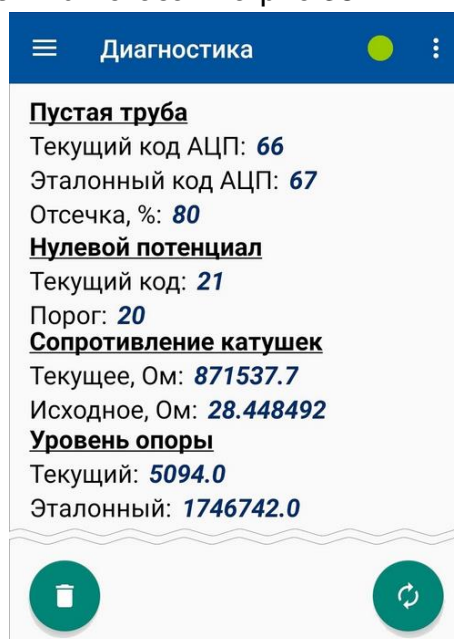 Диагностика
Пустая труба
Текущий код АЦП: 66
Эталонный код АЦП: 67
Отсечка, %: 80
Нулевой потенциал
Текущий код: 21
Порог: 20
Сопротивление катушек
Текущее, Ом: 871537.7
Исходное, Ом: 28.448492
Уровень опоры
Текущий: 5094.0
Эталонный: 1746742.0